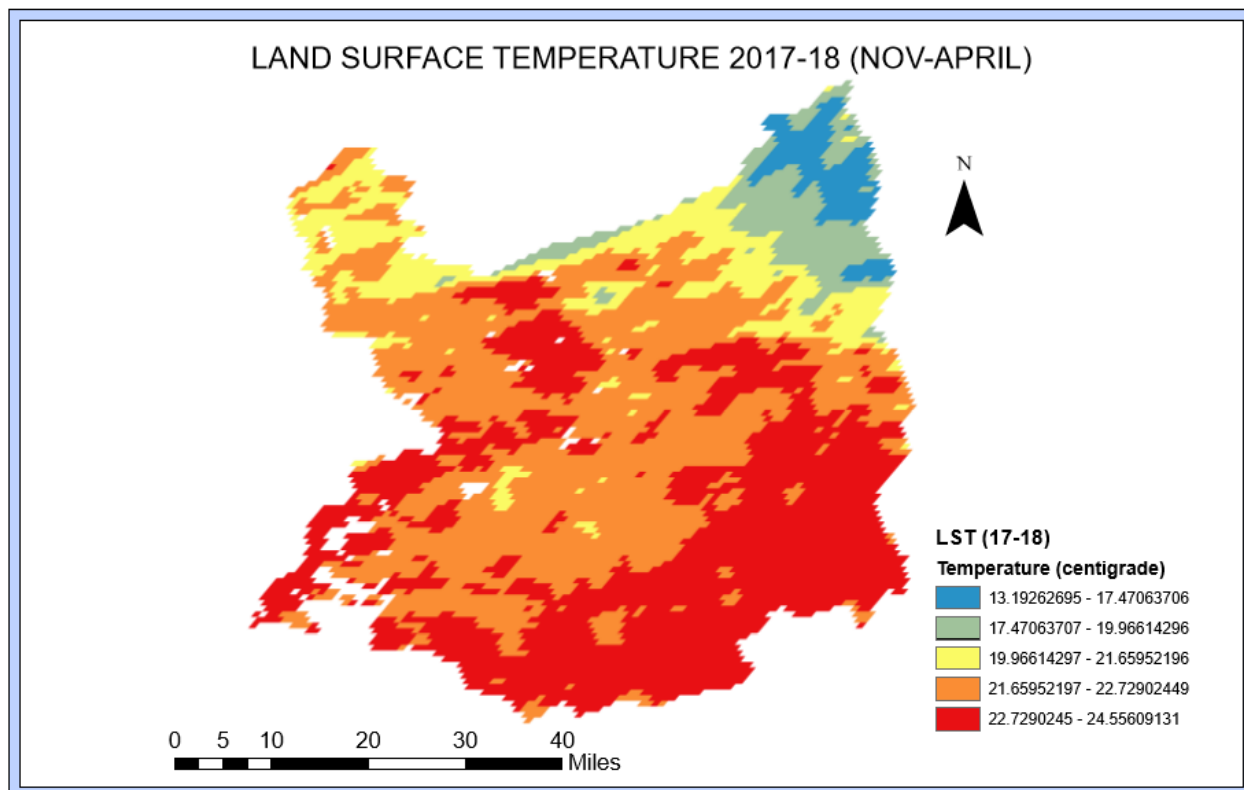 LAND SURFACE TEMPERATURE 2017-18 (NOV-APRIL)
N
LST (17-18)
Temperature (centigrade)
13.19262695 - 17.47063706
17.47063707 - 19.96614296
19.96614297 - 21.65952196
21.65952197 - 22.72902449
22.7290245 - 24.55609131
0 5 10 20 30 40
Miles